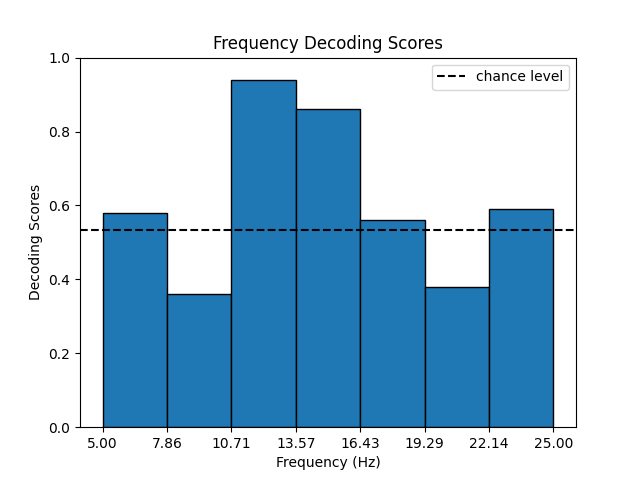 Frequency Decoding Scores
chance level
Decoding Scores
1.0
0.8
0.6
0.4
0.2
0.0
5.00 7.86 10.71 13.57 16.43 19.29 22.14 25.00
Frequency (Hz)